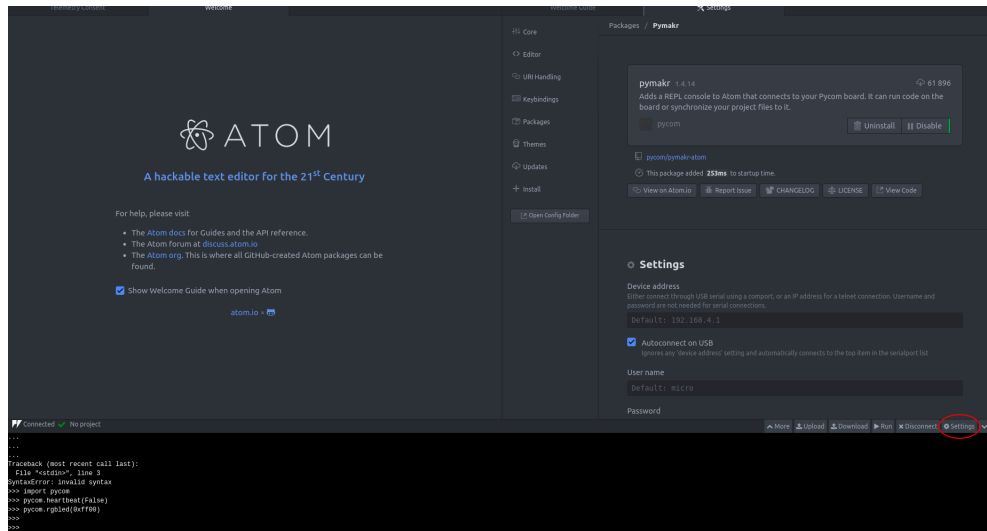 Telemetry Consent
Welcome
Welcome Guide
Settings
Core
Editor
URI Handling
Keybindings
Packages
Themes
Updates
Install
Open Config Folder
Packages / Pymakr
pymakr 1.4.14
61 896
Adds a REPL console to Atom that connects to your Pycom board. It can run code on the
board or synchronize your project files to it.
pycom
Uninstall
Disable
pycom/pymakr-atom
This package added 253ms to startup time.
View on Atom.io
Report Issue
CHANGELOG
LICENSE
View Code
Settings
Device address
Either connect through USB serial using a comport, or an IP address for a telnet connection. Username and
password are not needed for serial connections.
Default: 192.168.4.1
Autoconnect on USB
Ignores any 'device address' setting and automatically connects to the top item in the serialport list
User name
Default: micro
Password
ATOM
A hackable text editor for the 21st Century
For help, please visit
• The Atom docs for Guides and the API reference.
• The Atom forum at discuss.atom.io
• The Atom org. This is where all GitHub-created Atom packages can be
found.
Show Welcome Guide when opening Atom
atom.io ×
Connected
No project
More
Upload
Download
Run
Disconnect
Settings
...
...
...
Traceback (most recent call last):
File "<stdin>", line 3
SyntaxError: invalid syntax
>>> import pycom
>>> pycom.heartbeat(False)
>>> pycom.rgbled(0xff00)
>>>
>>>